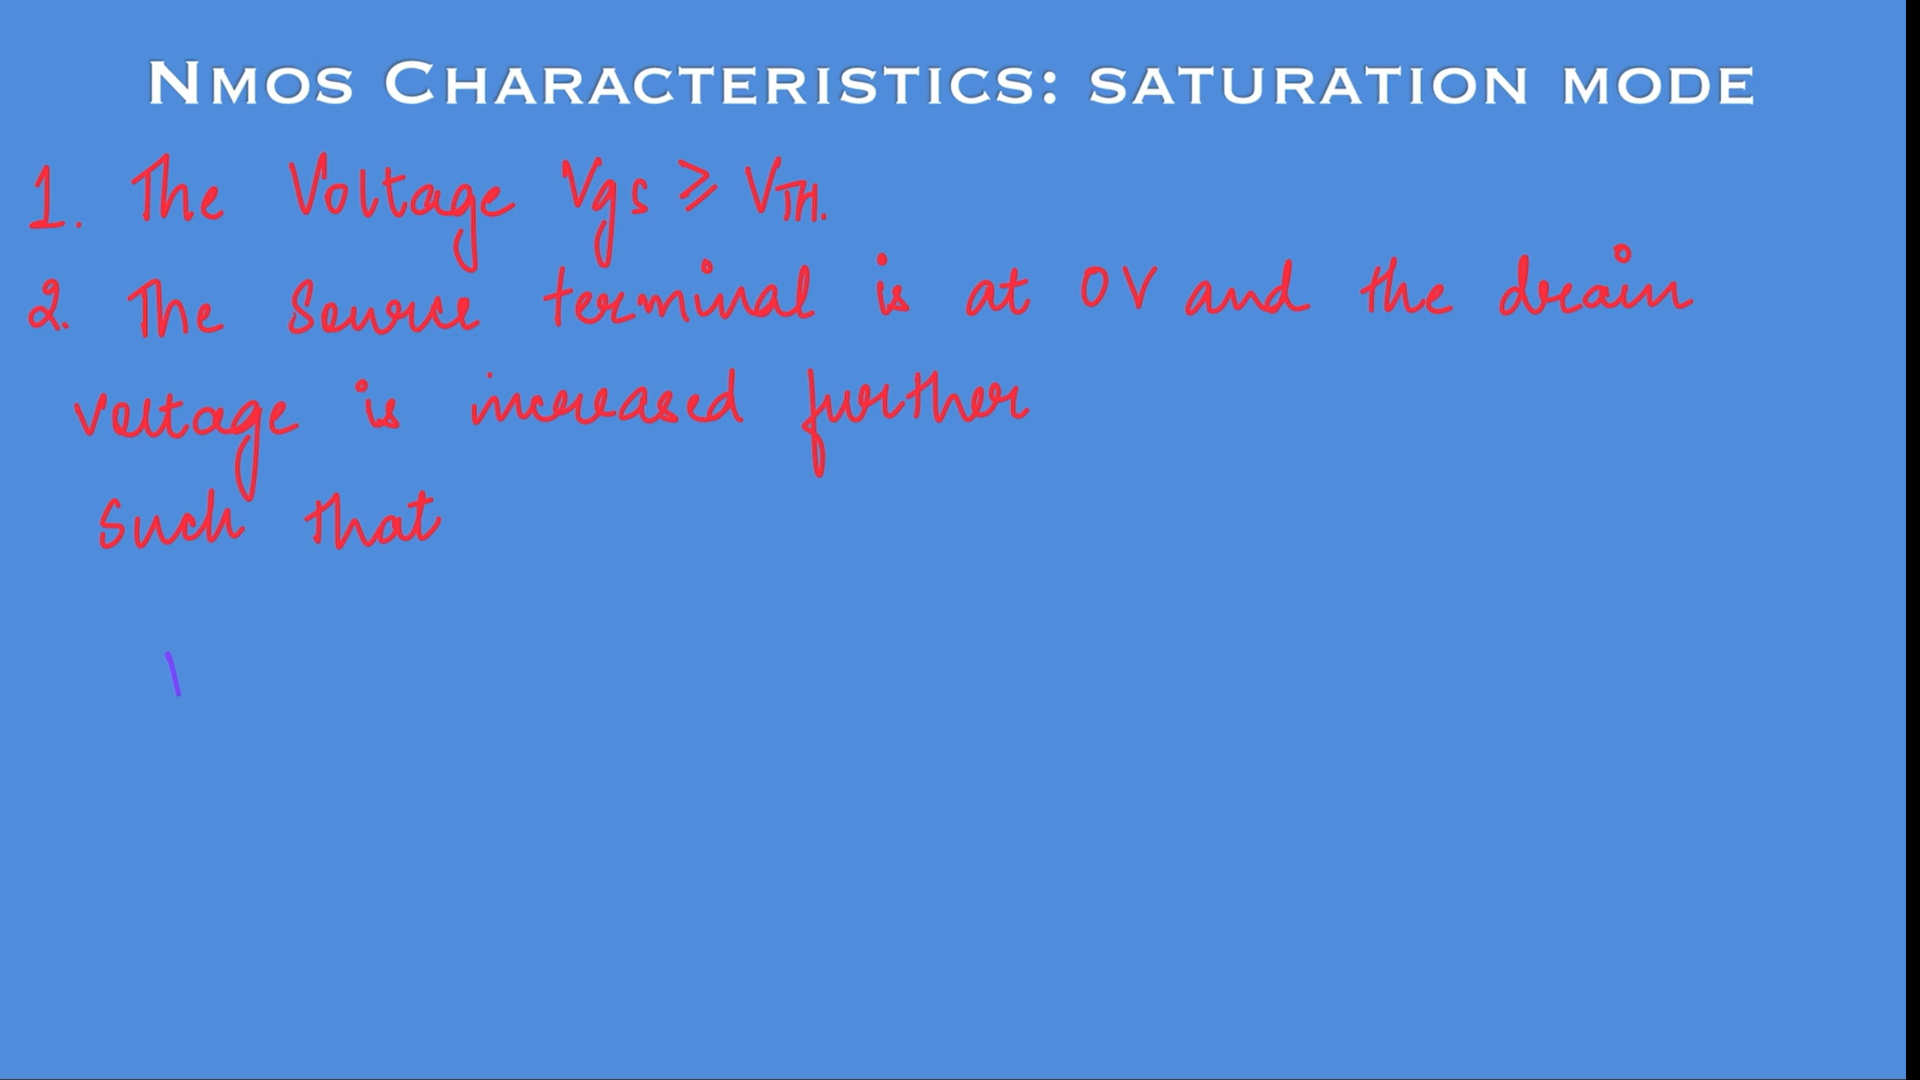 NMOS CHARACTERISTICS: SATURATION MODE
1. The Voltage Vgs ⩾ VTH.
2. The Source terminal is at 0V and the drain
voltage is increased further
such that